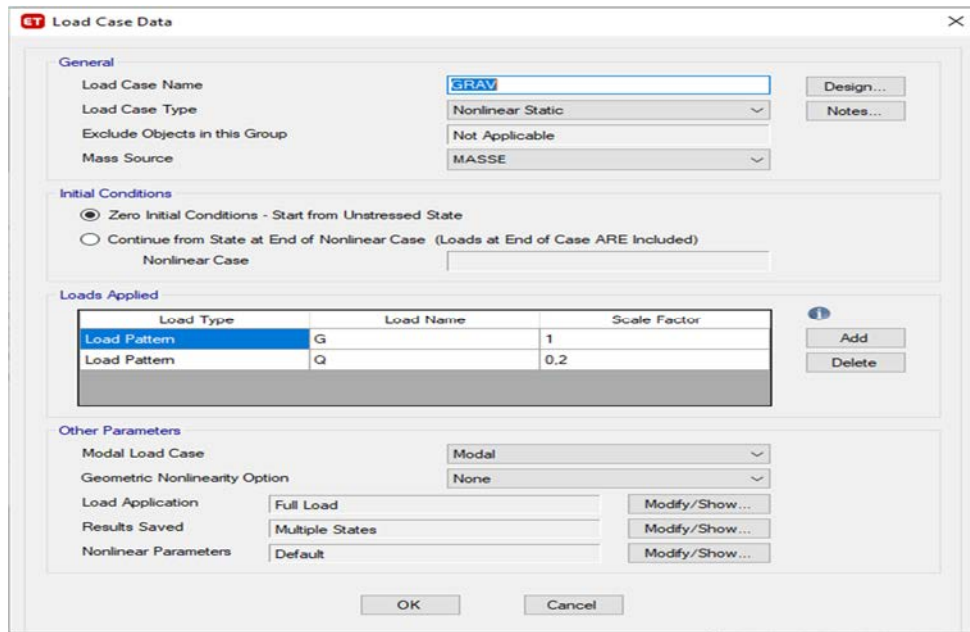 ET Load Case Data
General
Load Case Name GRAV Design...
Load Case Type Nonlinear Static Notes...
Exclude Objects in this Group Not Applicable
Mass Source MASSE
Initial Conditions
Zero Initial Conditions - Start from Unstressed State
Continue from State at End of Nonlinear Case (Loads at End of Case ARE Included)
Nonlinear Case
Loads Applied
Load Type Load Name Scale Factor
Load Pattern G 1 Add
Load Pattern Q 0,2 Delete
Other Parameters
Modal Load Case Modal
Geometric Nonlinearity Option None
Load Application Full Load Modify/Show...
Results Saved Multiple States Modify/Show...
Nonlinear Parameters Default Modify/Show...
OK Cancel